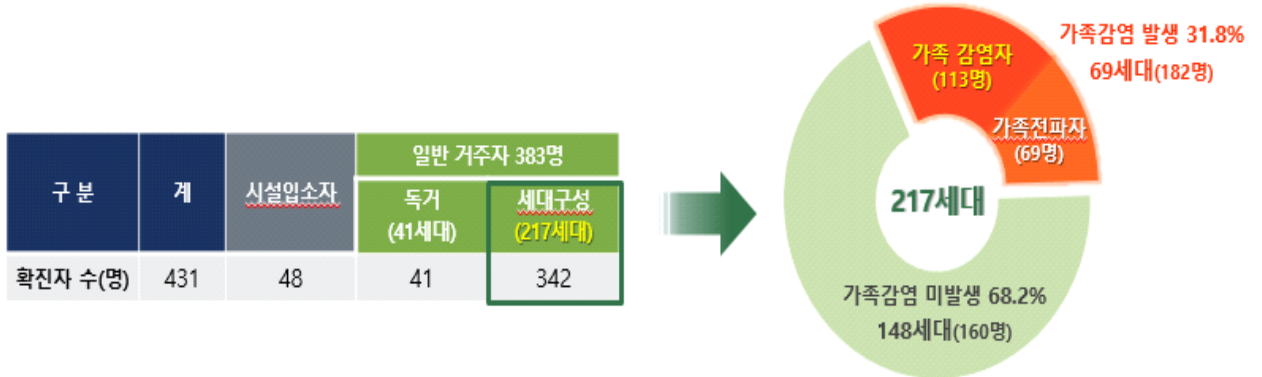 구 분
계
시설입소자
일반 거주자 383명
독거
(41세대)
세대구성
(217세대)
확진자 수(명)
431
48
41
342
가족 감염자
(113명)
가족전파자
(69명)
가족감염 발생 31.8%
69세대(182명)
217세대
가족감염 미발생 68.2%
148세대(160명)